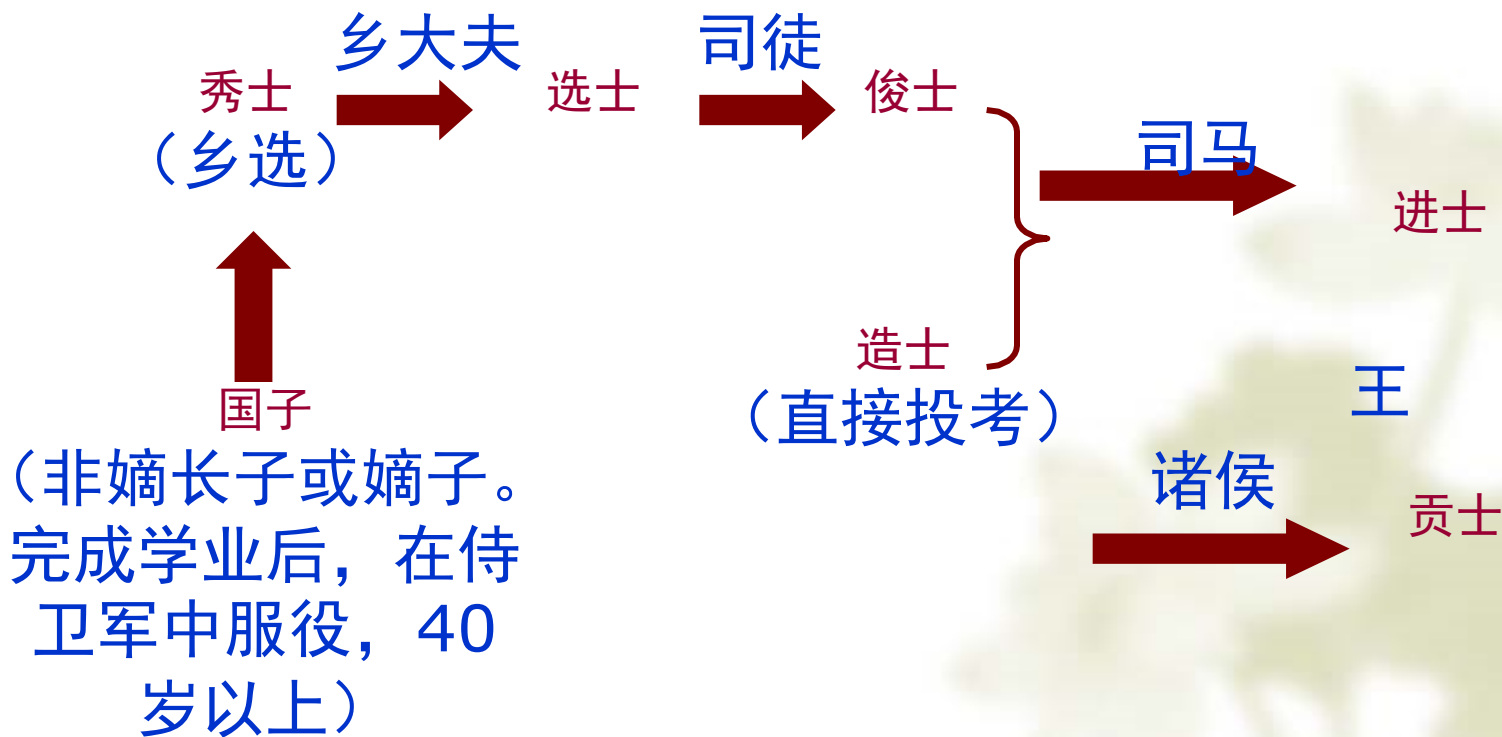 乡大夫
司徒
秀士
选士
俊士
（乡选）
司马
进士
造士
（直接投考）
王
国子
（非嫡长子或嫡子。
完成学业后，在侍
卫军中服役，40
岁以上）
诸侯
贡士